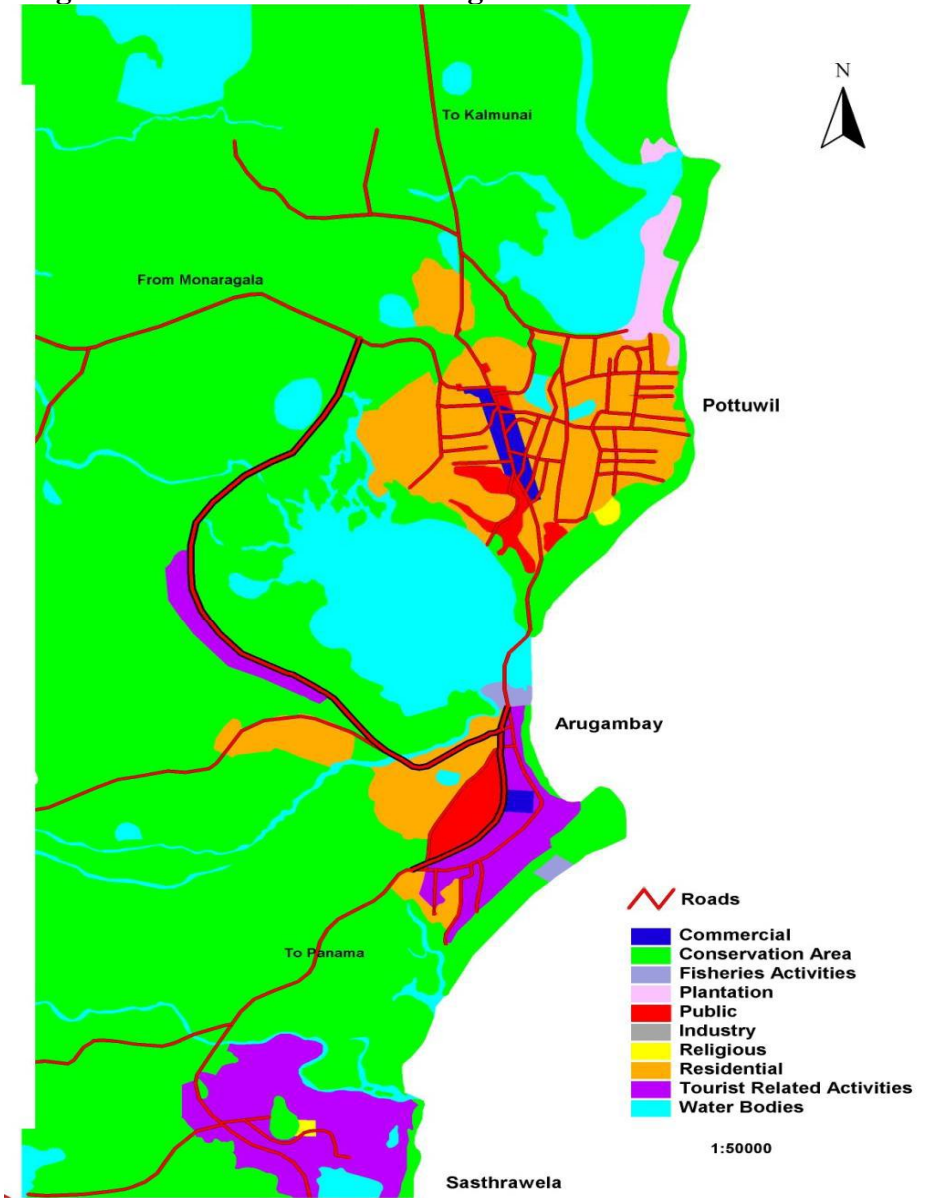 N
To Kalmunai
From Monaragala
Pottuwil
Arugambay
To Panama
Roads
Commercial
Conservation Area
Fisheries Activities
Plantation
Public
Industry
Religious
Residential
Tourist Related Activities
Water Bodies
1:50000
Sasthrawela